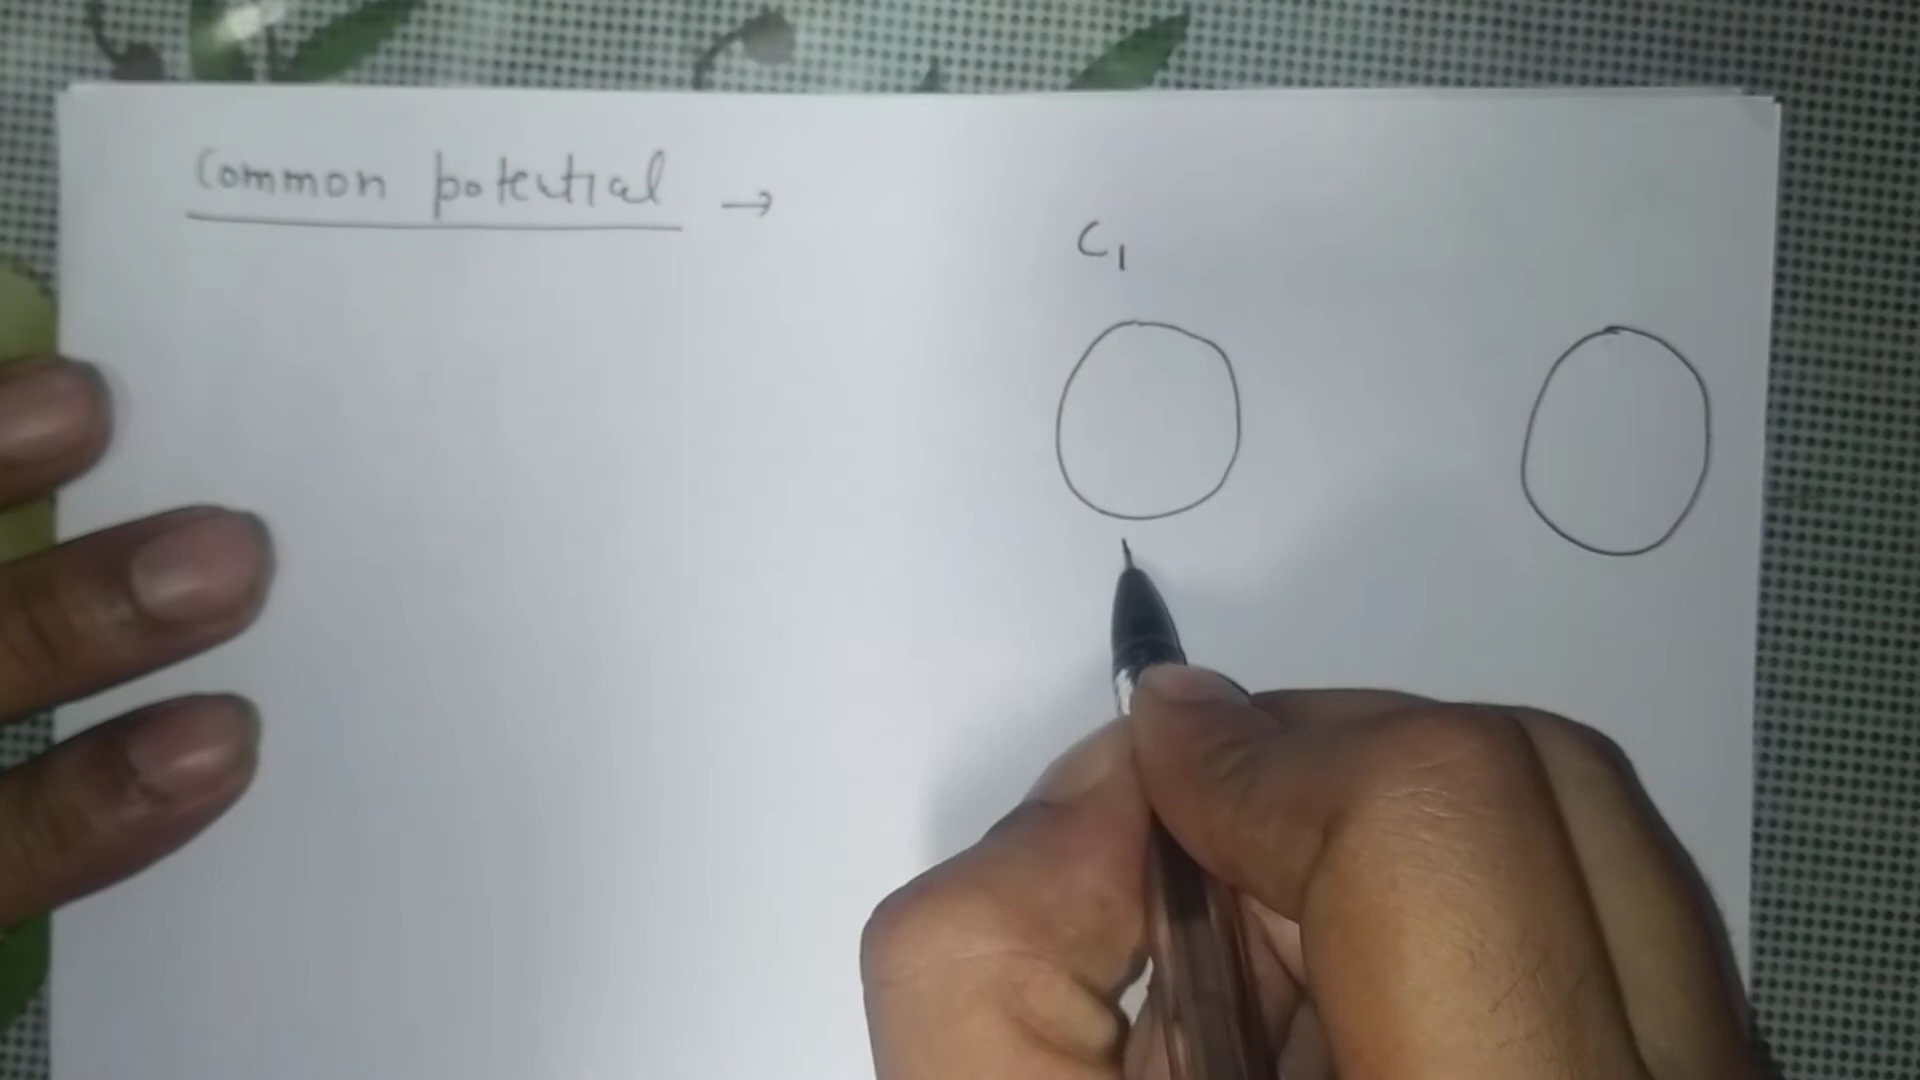 Common potential →
C₁